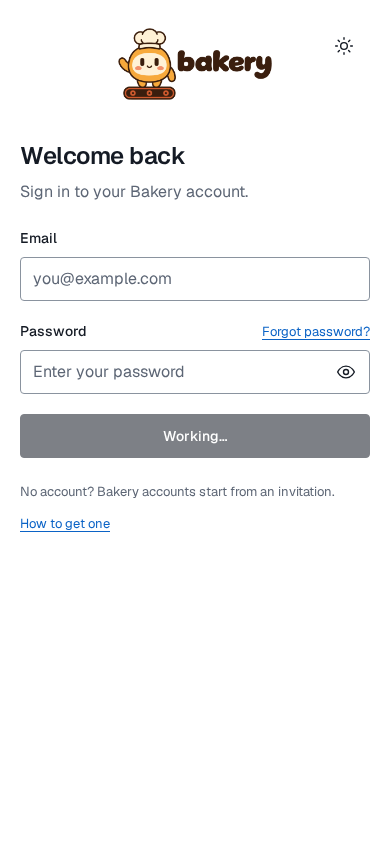 bakery
Welcome back
Sign in to your Bakery account.
Email
you@example.com
Password
Forgot password?
Enter your password
Working…
No account? Bakery accounts start from an invitation.
How to get one